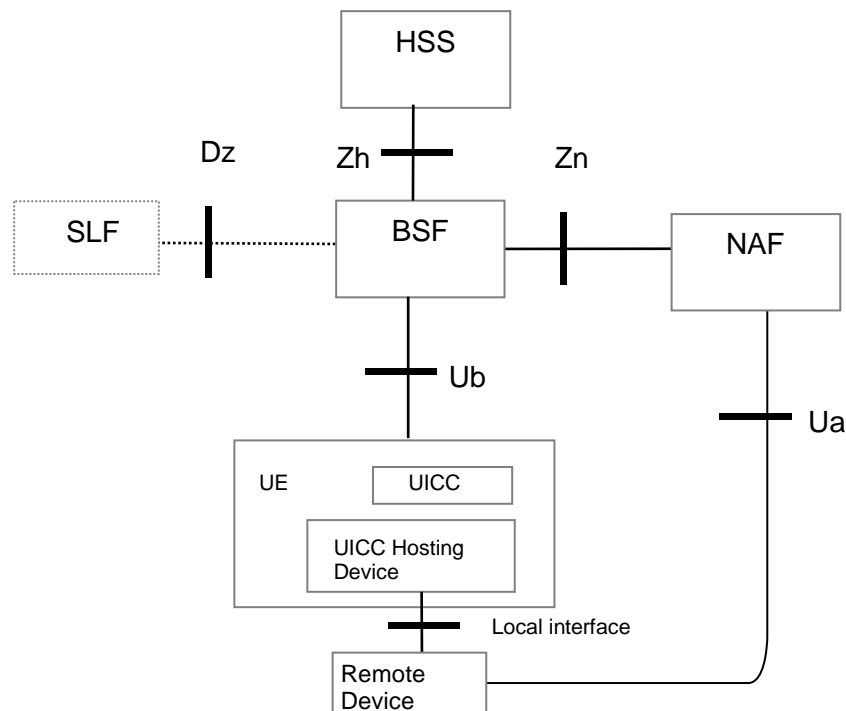 HSS
Dz
Zh
Zn
SLF
BSF
NAF
Ub
Ua
UE
UICC
UICC Hosting
Device
Local interface
Remote
Device